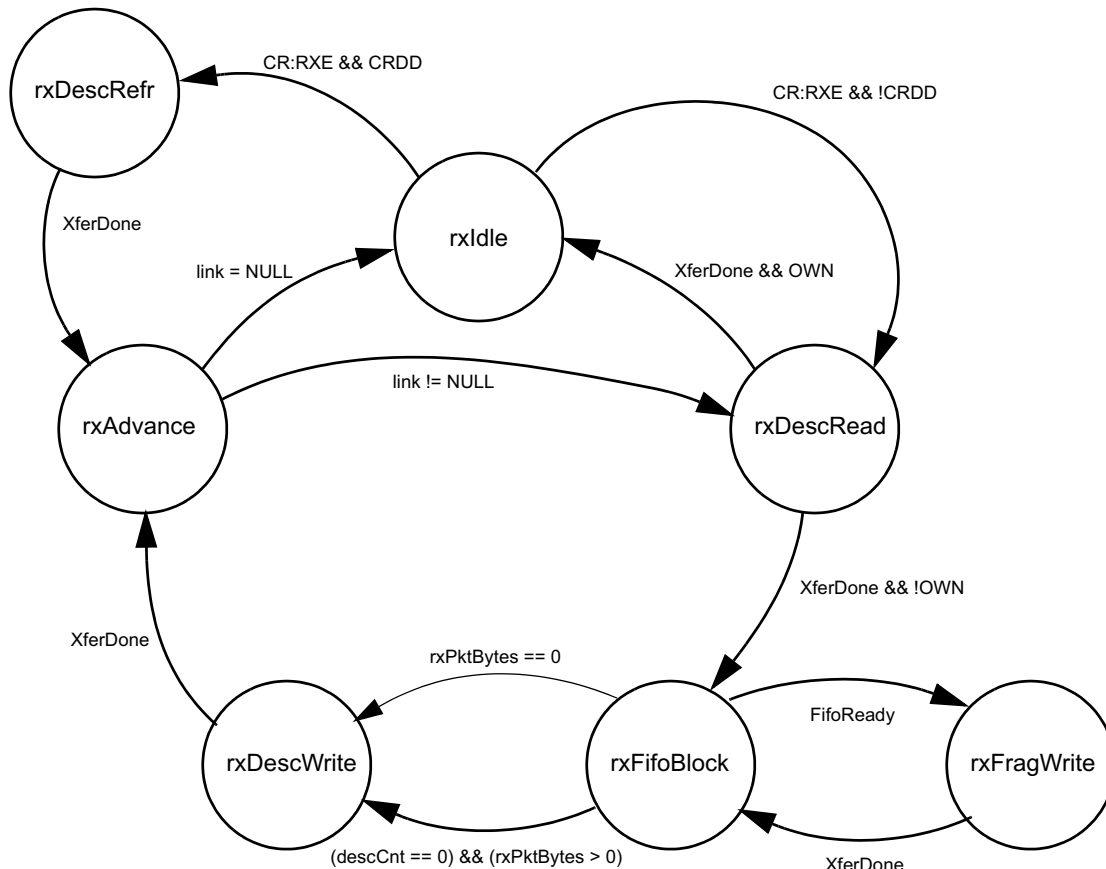 CR:RXE && CRDD
rxDescRefr
CR:RXE && !CRDD
XferDone
rxIdle
link = NULL
XferDone && OWN
link != NULL
rxAdvance
rxDescRead
XferDone && !OWN
XferDone
rxPktBytes == 0
FifoReady
rxDescWrite
rxFifoBlock
rxFragWrite
(descCnt == 0) && (rxPktBytes > 0)
XferDone